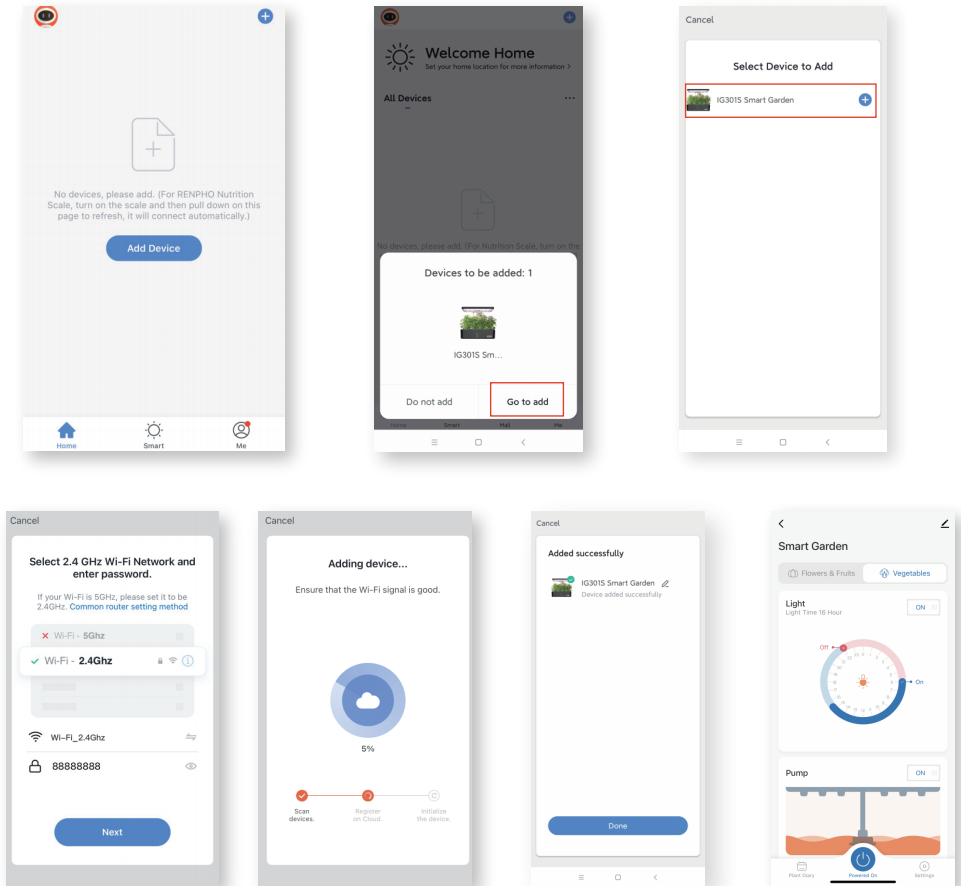 No devices, please add. (For RENPHO Nutrition
Scale, turn on the scale and then pull down on this
page to refresh, it will connect automatically.)
Add Device
Home
Smart
Me
Welcome Home
Set your home location for more information >
All Devices
No devices, please add. (For Nutrition Scale, turn on the
Devices to be added: 1
IG301S Sm...
Do not add
Go to add
Home
Smart
Mall
Me
Cancel
Select Device to Add
IG301S Smart Garden
Cancel
Select 2.4 GHz Wi-Fi Network and
enter password.
If your Wi-Fi is 5GHz, please set it to be
2.4GHz. Common router setting method
Wi-Fi - 5Ghz
Wi-Fi - 2.4Ghz
Wi-Fi_2.4Ghz
88888888
Next
Cancel
Adding device...
Ensure that the Wi-Fi signal is good.
5%
Scan
devices.
Register
on Cloud.
Initialize
the device.
Cancel
Added successfully
IG301S Smart Garden
Device added successfully
Done
Smart Garden
Flowers & Fruits
Vegetables
Light
Light Time 16 Hour
ON
Off
On
Pump
ON
Plant Diary
Powered On
Settings